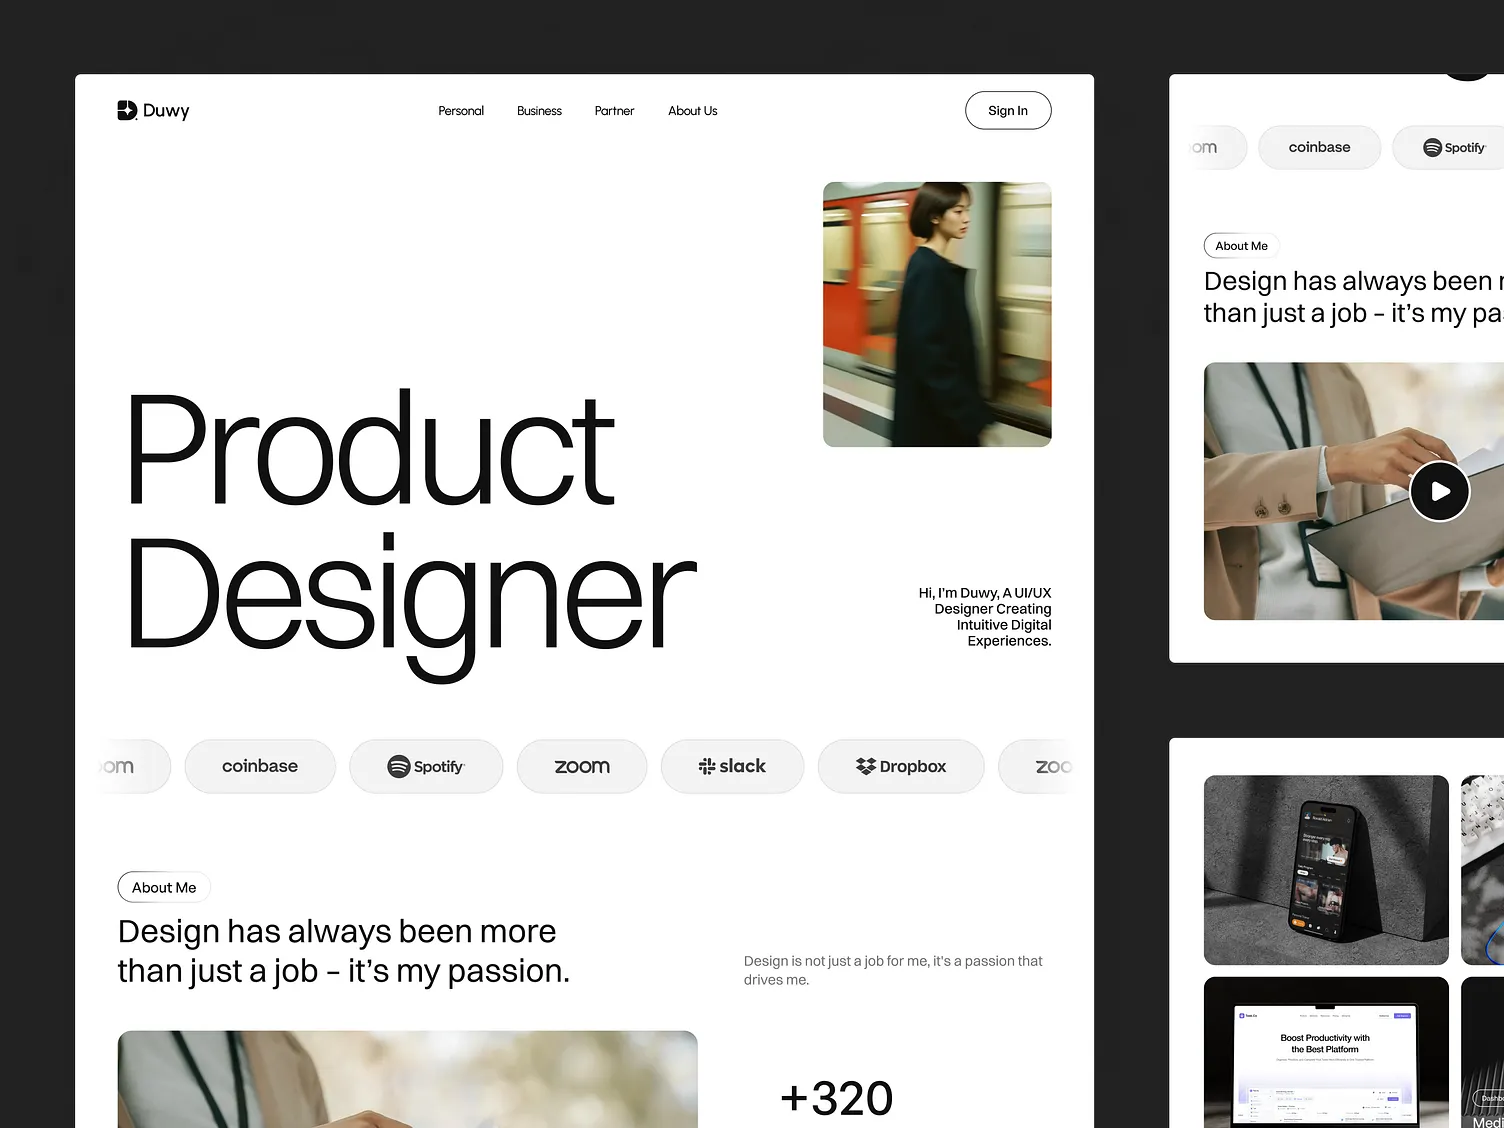 Duwy
Personal
Business
Partner
About Us
Sign In
Product
Designer
Hi, I'm Duwy, A UI/UX
Designer Creating
Intuitive Digital
Experiences.
om
coinbase
Spotify
zoom
slack
Dropbox
zoo
About Me
Design has always been more
than just a job – it's my passion.
Design is not just a job for me, it's a passion that
drives me.
+320
om
coinbase
Spotify
About Me
Design has always been
than just a job – it's my pa
Boost Productivity with
the Best Platform
Medi